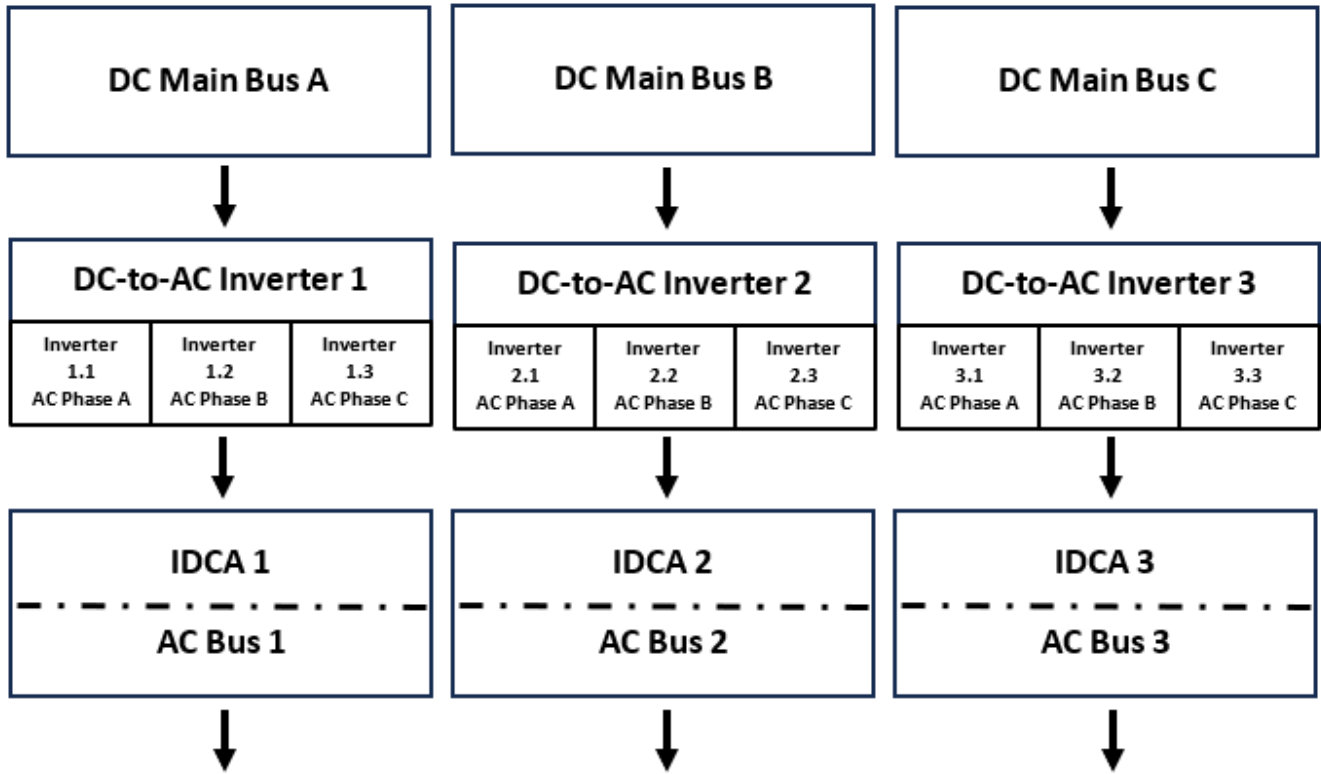 DC Main Bus A
DC Main Bus B
DC Main Bus C
DC-to-AC Inverter 1
Inverter
1.1
AC Phase A
Inverter
1.2
AC Phase B
Inverter
1.3
AC Phase C
DC-to-AC Inverter 2
Inverter
2.1
AC Phase A
Inverter
2.2
AC Phase B
Inverter
2.3
AC Phase C
DC-to-AC Inverter 3
Inverter
3.1
AC Phase A
Inverter
3.2
AC Phase B
Inverter
3.3
AC Phase C
IDCA 1
AC Bus 1
IDCA 2
AC Bus 2
IDCA 3
AC Bus 3